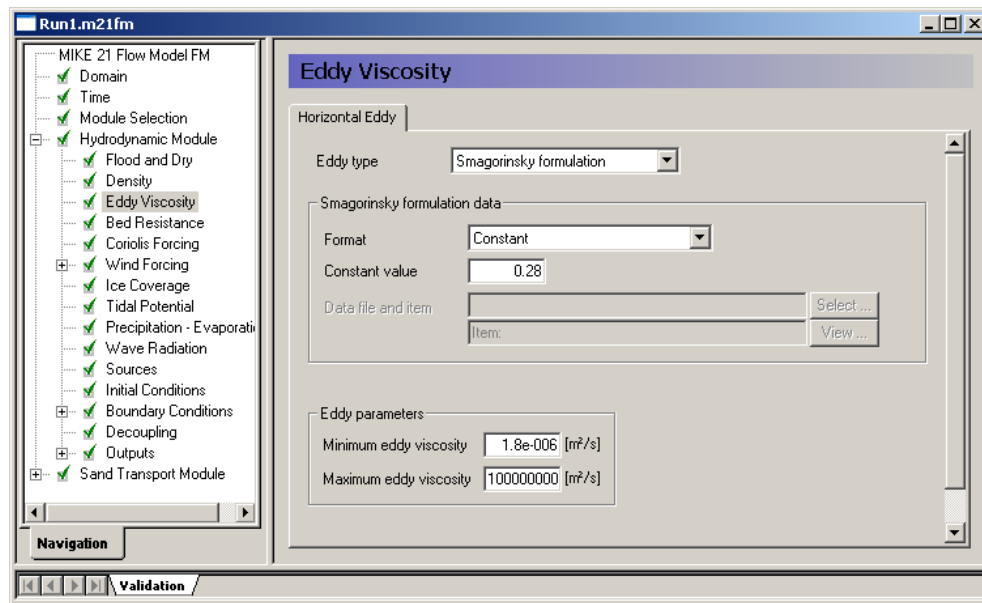 Run1.m21fm
MIKE 21 Flow Model FM
Domain
Time
Module Selection
Hydrodynamic Module
Flood and Dry
Density
Eddy Viscosity
Bed Resistance
Coriolis Forcing
Wind Forcing
Ice Coverage
Tidal Potential
Precipitation - Evaporati
Wave Radiation
Sources
Initial Conditions
Boundary Conditions
Decoupling
Outputs
Sand Transport Module
Navigation
Eddy Viscosity
Horizontal Eddy
Eddy type Smagorinsky formulation
Smagorinsky formulation data
Format Constant
Constant value 0.28
Data file and item Select ...
Item: View ...
Eddy parameters
Minimum eddy viscosity 1.8e-006 [m²/s]
Maximum eddy viscosity 100000000 [m²/s]
Validation